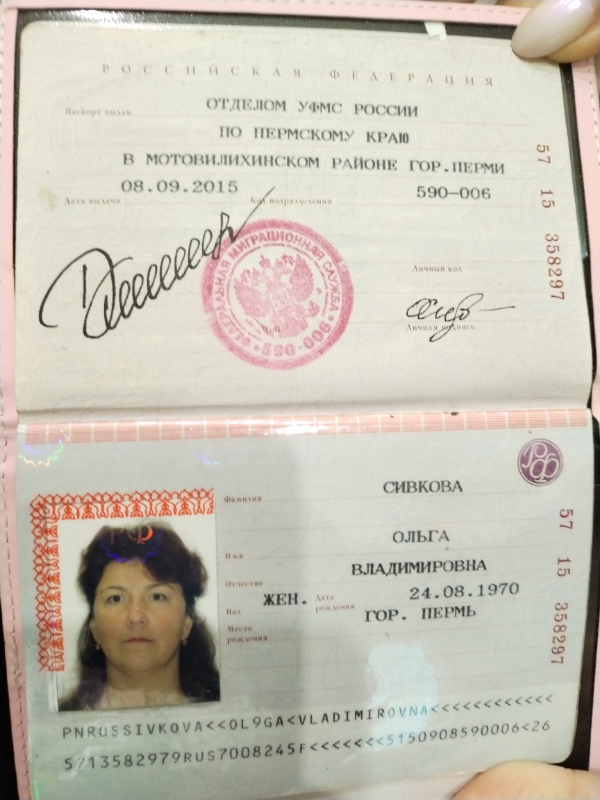 РОССИЙСКАЯ ФЕДЕРАЦИЯ
Паспорт выдан
ОТДЕЛОМ УФМС РОССИИ
ПО ПЕРМСКОМУ КРАЮ
В МОТОВИЛИХИНСКОМ РАЙОНЕ ГОР.ПЕРМИ
08.09.2015 590-006
Дата выдачи Код подразделения
57 15 358297
Личный код
Личная подпись
ФЕДЕРАЛЬНАЯ МИГРАЦИОННАЯ СЛУЖБА
590-006
РФ
Фамилия
СИВКОВА
Имя
ОЛЬГА
Отчество
ВЛАДИМИРОВНА
Пол ЖЕН. Дата рождения 24.08.1970
Место рождения
ГОР. ПЕРМЬ
57 15 358297
PNRUSSIVKOVA<<OL9GA<VLADIMIROVNA<<<<<<<<<<<<
5713582979RUS7008245F<<<<<<<5150908590006<26